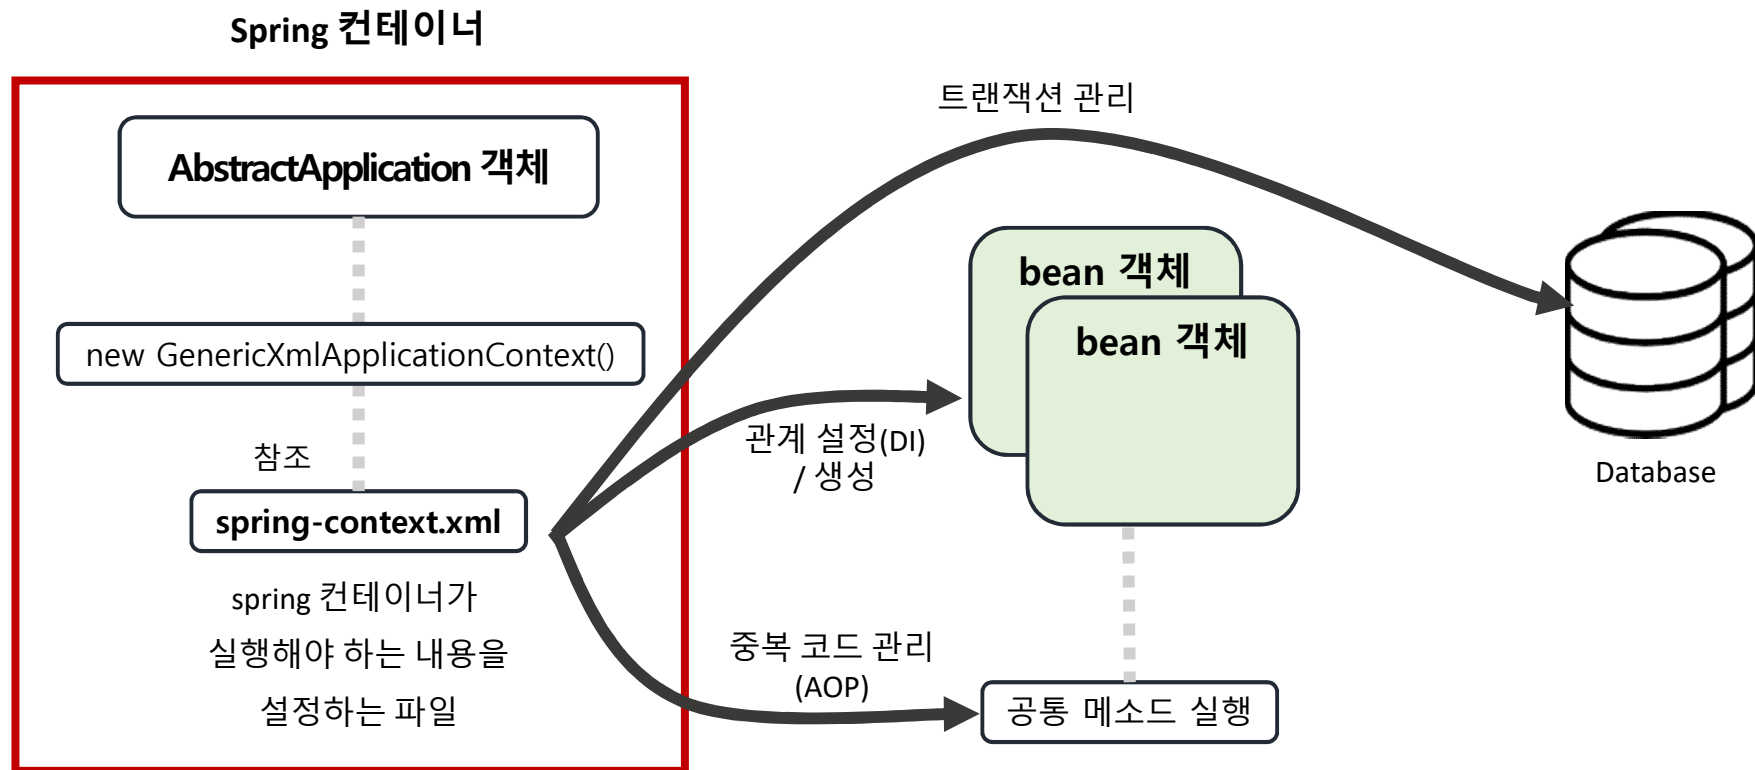 Spring 컨테이너
AbstractApplication 객체
new GenericXmlApplicationContext()
참조
spring-context.xml
spring 컨테이너가
실행해야 하는 내용을
설정하는 파일
트랜잭션 관리
bean 객체
bean 객체
관계 설정(DI)
/ 생성
중복 코드 관리
(AOP)
공통 메소드 실행
Database